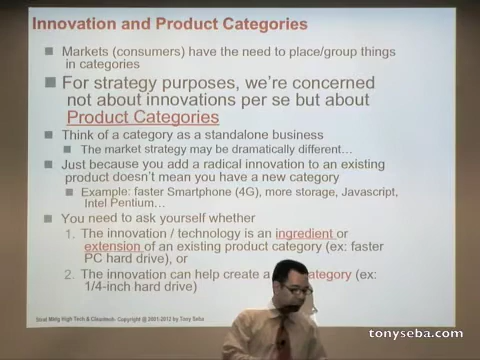 Innovation and Product Categories
Markets (consumers) have the need to place/group things
in categories
For strategy purposes, we're concerned
not about innovations per se but about
Product Categories
Think of a category as a standalone business
The market strategy may be dramatically different…
Just because you add a radical innovation to an existing
product doesn't mean you have a new category
Example: faster Smartphone (4G), more storage, Javascript,
Intel Pentium…
You need to ask yourself whether
1. The innovation / technology is an ingredient or
extension of an existing product category (ex: faster
PC hard drive), or
2. The innovation can help create a category (ex:
1/4-inch hard drive)
Strat Mktg High Tech & Cleantech: Copyright @ 2001-2012 by Tony Seba
tonyseba.com